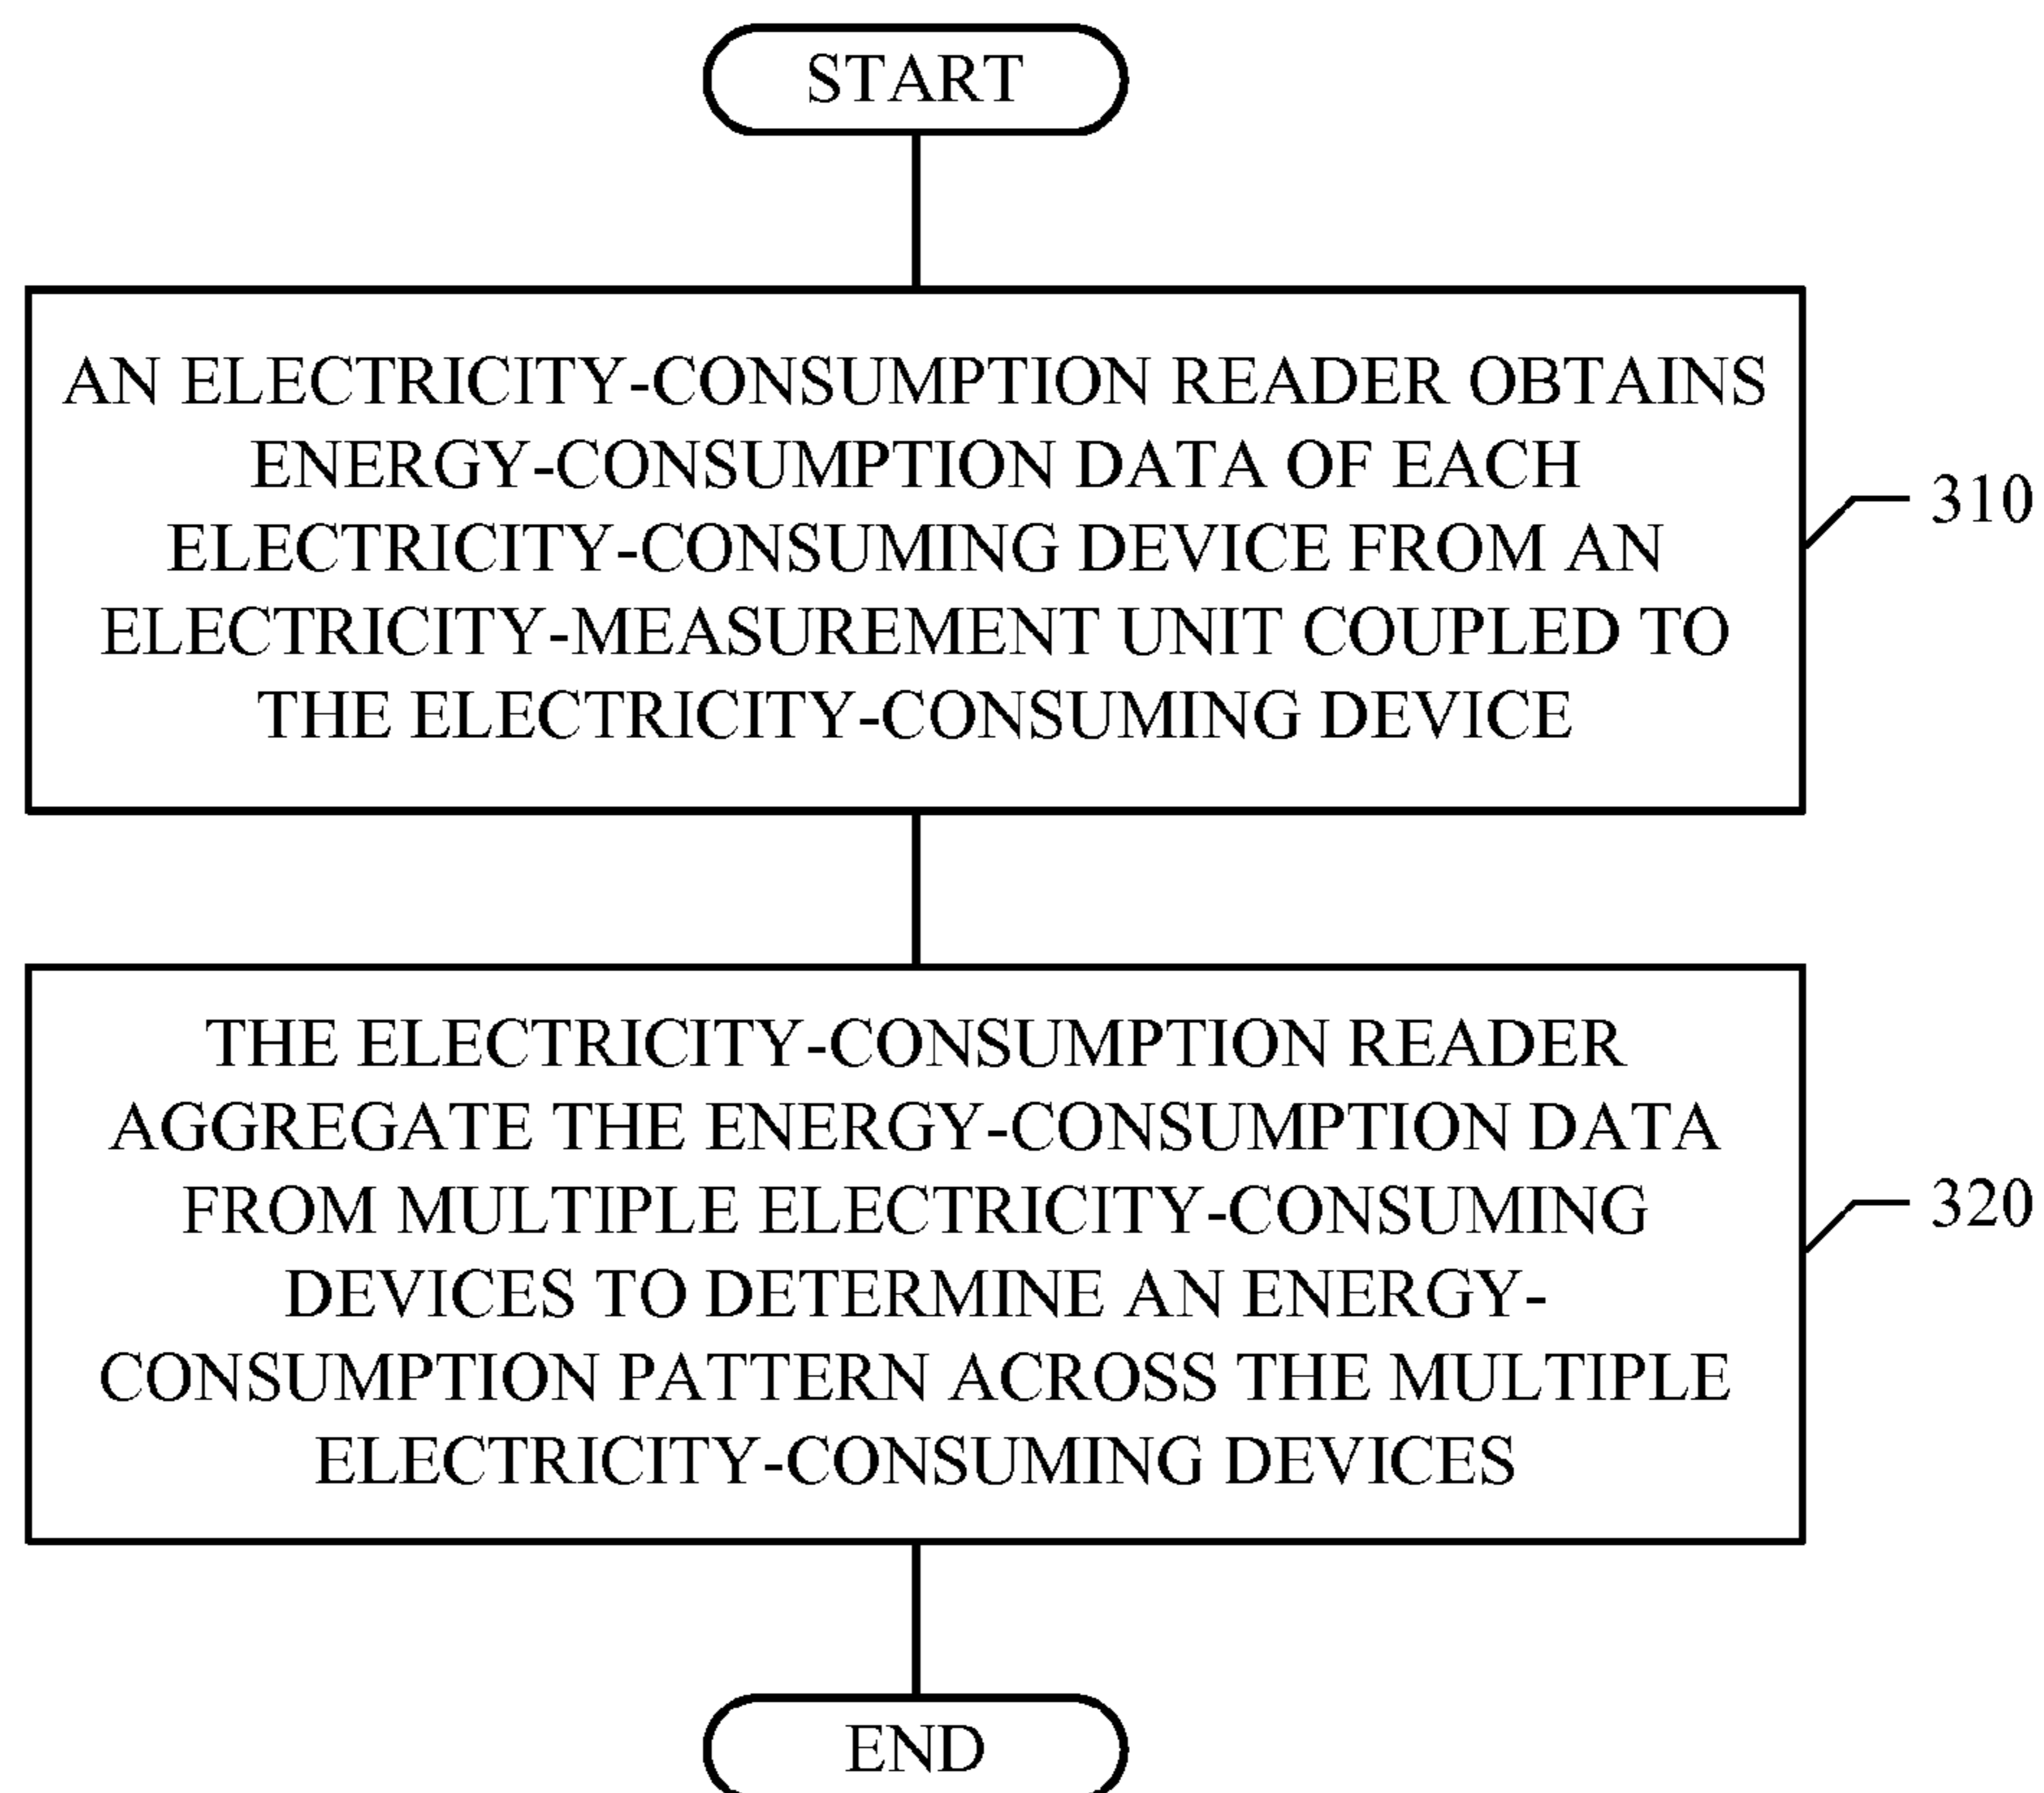 START
AN ELECTRICITY-CONSUMPTION READER OBTAINS
ENERGY-CONSUMPTION DATA OF EACH
ELECTRICITY-CONSUMING DEVICE FROM AN
ELECTRICITY-MEASUREMENT UNIT COUPLED TO
THE ELECTRICITY-CONSUMING DEVICE
310
THE ELECTRICITY-CONSUMPTION READER
AGGREGATE THE ENERGY-CONSUMPTION DATA
FROM MULTIPLE ELECTRICITY-CONSUMING
DEVICES TO DETERMINE AN ENERGY-
CONSUMPTION PATTERN ACROSS THE MULTIPLE
ELECTRICITY-CONSUMING DEVICES
320
END